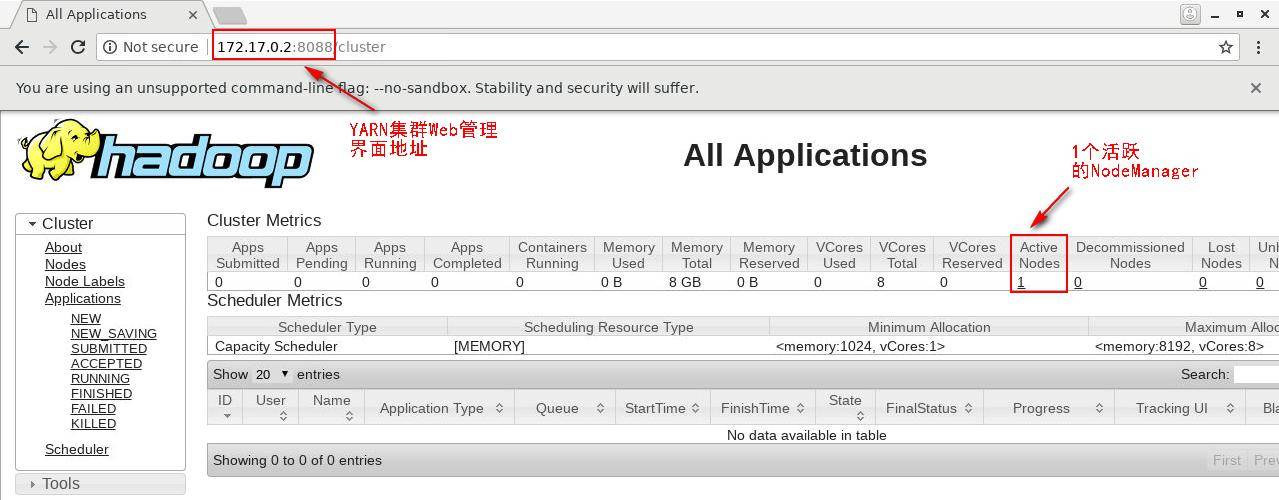 All Applications
Not secure 172.17.0.2:8088/cluster
You are using an unsupported command-line flag: --no-sandbox. Stability and security will suffer.
YARN集群Web管理
界面地址
hadoop
All Applications
1个活跃
的NodeManager
Cluster
About
Nodes
Node Labels
Applications
NEW
NEW_SAVING
SUBMITTED
ACCEPTED
RUNNING
FINISHED
FAILED
KILLED
Scheduler
Tools
Cluster Metrics
Apps Submitted Apps Pending Apps Running Apps Completed Containers Running Memory Used Memory Total Memory Reserved VCores Used VCores Total VCores Reserved Active Nodes Decommissioned Nodes Lost Nodes Nodes
0 0 0 0 0 0 B 8 GB 0 B 0 8 0 1 0 0 0
Scheduler Metrics
Scheduler Type Scheduling Resource Type Minimum Allocation Maximum
Capacity Scheduler [MEMORY] <memory:1024, vCores:1> <memory:8192, vCores:8>
Show 20 entries Search:
ID User Name Application Type Queue StartTime FinishTime State FinalStatus Progress Tracking UI
No data available in table
Showing 0 to 0 of 0 entries First